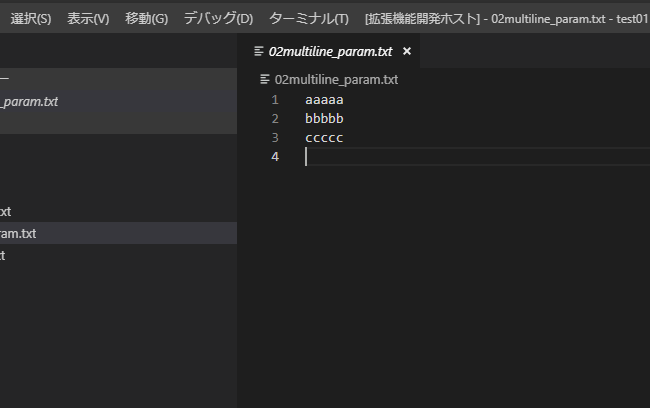 選択(S) 表示(V) 移動(G) デバッグ(D) ターミナル(T) [拡張機能開発ホスト] - 02multiline_param.txt - test01
02multiline_param.txt ×
_param.txt
02multiline_param.txt
1 aaaaa
2 bbbbb
3 ccccc
4
txt
ram.txt
xt